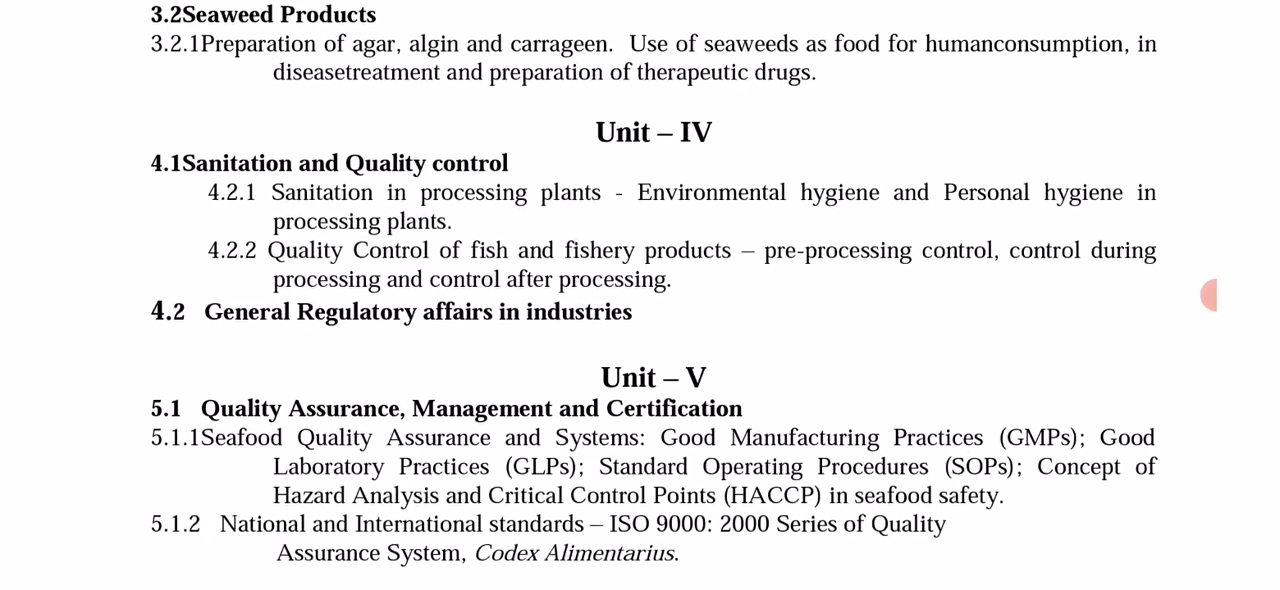 3.2Seaweed Products
3.2.1Preparation of agar, algin and carrageen. Use of seaweeds as food for humanconsumption, in
diseasetreatment and preparation of therapeutic drugs.
Unit – IV
4.1Sanitation and Quality control
4.2.1 Sanitation in processing plants - Environmental hygiene and Personal hygiene in
processing plants.
4.2.2 Quality Control of fish and fishery products – pre-processing control, control during
processing and control after processing.
4.2 General Regulatory affairs in industries
Unit – V
5.1 Quality Assurance, Management and Certification
5.1.1Seafood Quality Assurance and Systems: Good Manufacturing Practices (GMPs); Good
Laboratory Practices (GLPs); Standard Operating Procedures (SOPs); Concept of
Hazard Analysis and Critical Control Points (HACCP) in seafood safety.
5.1.2 National and International standards – ISO 9000: 2000 Series of Quality
Assurance System, Codex Alimentarius.